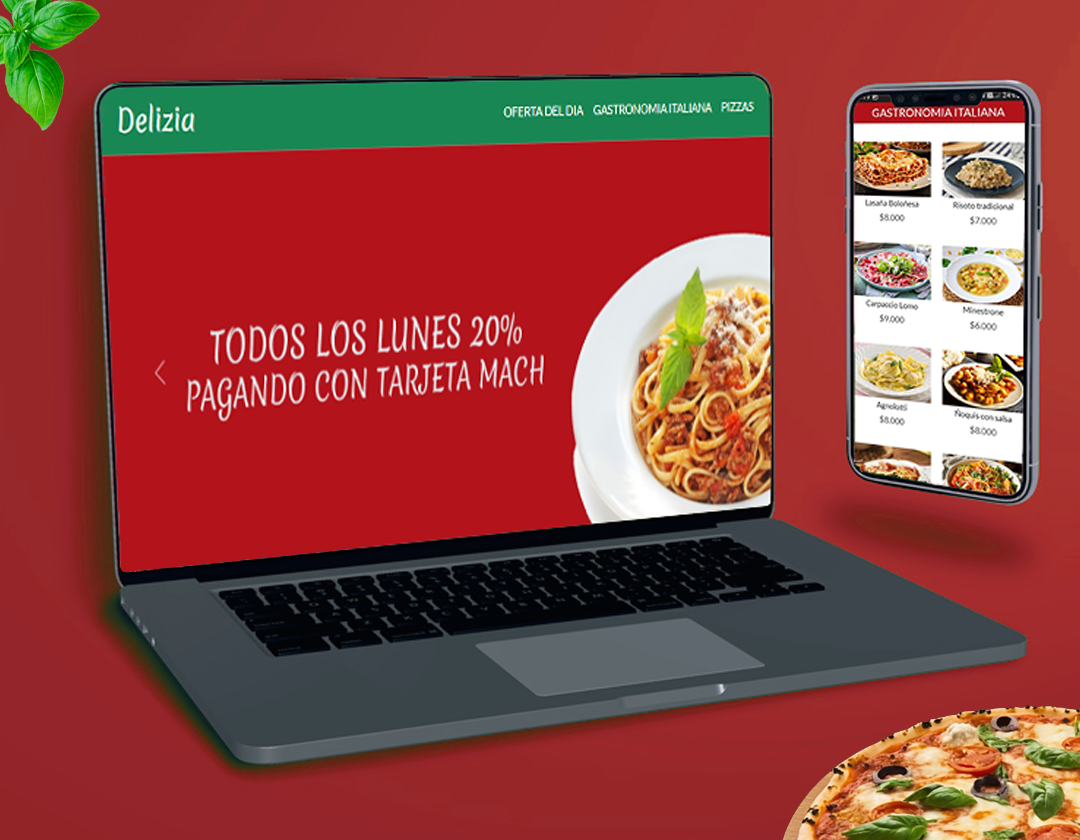 Delizia
OFERTA DEL DIA GASTRONOMIA ITALIANA PIZZAS
TODOS LOS LUNES 20%
PAGANDO CON TARJETA MACH
GASTRONOMIA ITALIANA
Lasaña Boloñesa
$8.000
Risoto tradicional
$7.000
Carpaccio Lomo
$9.000
Minestrone
$6.000
Agnolotti
$8.000
Ñoquis con salsa
$8.000